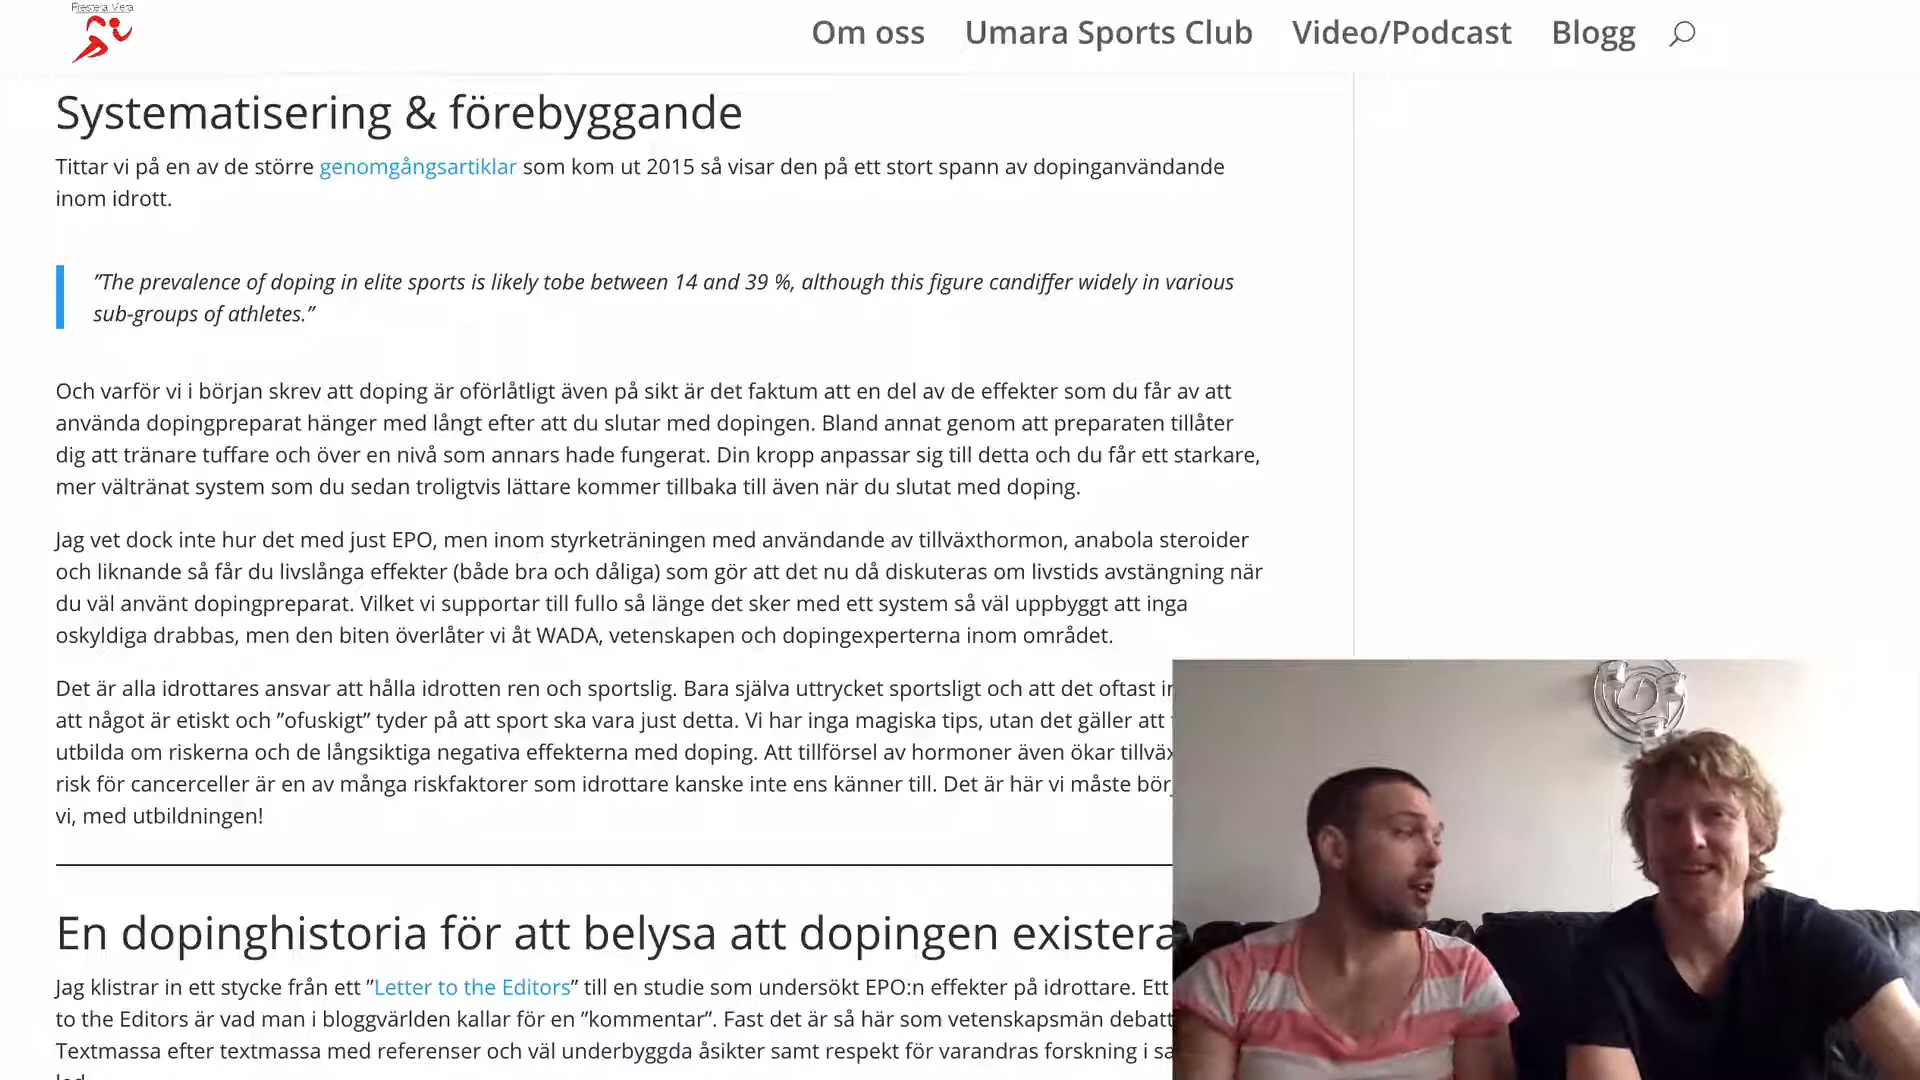 Prestera Mera
Om oss
Umara Sports Club
Video/Podcast
Blogg
Systematisering & förebyggande
Tittar vi på en av de större genomgångsartiklar som kom ut 2015 så visar den på ett stort spann av dopinganvändande
inom idrott.
”The prevalence of doping in elite sports is likely tobe between 14 and 39 %, although this figure candiffer widely in various
sub-groups of athletes.”
Och varför vi i början skrev att doping är oförlåtligt även på sikt är det faktum att en del av de effekter som du får av att
använda dopingpreparat hänger med långt efter att du slutar med dopingen. Bland annat genom att preparaten tillåter
dig att tränare tuffare och över en nivå som annars hade fungerat. Din kropp anpassar sig till detta och du får ett starkare,
mer vältränat system som du sedan troligtvis lättare kommer tillbaka till även när du slutat med doping.
Jag vet dock inte hur det med just EPO, men inom styrketräningen med användande av tillväxthormon, anabola steroider
och liknande så får du livslånga effekter (både bra och dåliga) som gör att det nu då diskuteras om livstids avstängning när
du väl använt dopingpreparat. Vilket vi supportar till fullo så länge det sker med ett system så väl uppbyggt att inga
oskyldiga drabbas, men den biten överlåter vi åt WADA, vetenskapen och dopingexperterna inom området.
Det är alla idrottares ansvar att hålla idrotten ren och sportslig. Bara själva uttrycket sportsligt och att det oftast
att något är etiskt och ”ofuskigt” tyder på att sport ska vara just detta. Vi har inga magiska tips, utan det gäller att
utbilda om riskerna och de långsiktiga negativa effekterna med doping. Att tillförsel av hormoner även ökar
risk för cancerceller är en av många riskfaktorer som idrottare kanske inte ens känner till. Det är här vi måste
vi, med utbildningen!
En dopinghistoria för att belysa att dopingen existera
Jag klistrar in ett stycke från ett ”Letter to the Editors” till en studie som undersökt EPO:n effekter på idrottare. Ett
to the Editors är vad man i bloggvärlden kallar för en ”kommentar”. Fast det är så här som vetenskapsmän
Textmassa efter textmassa med referenser och väl underbyggda åsikter samt respekt för varandras forskning i